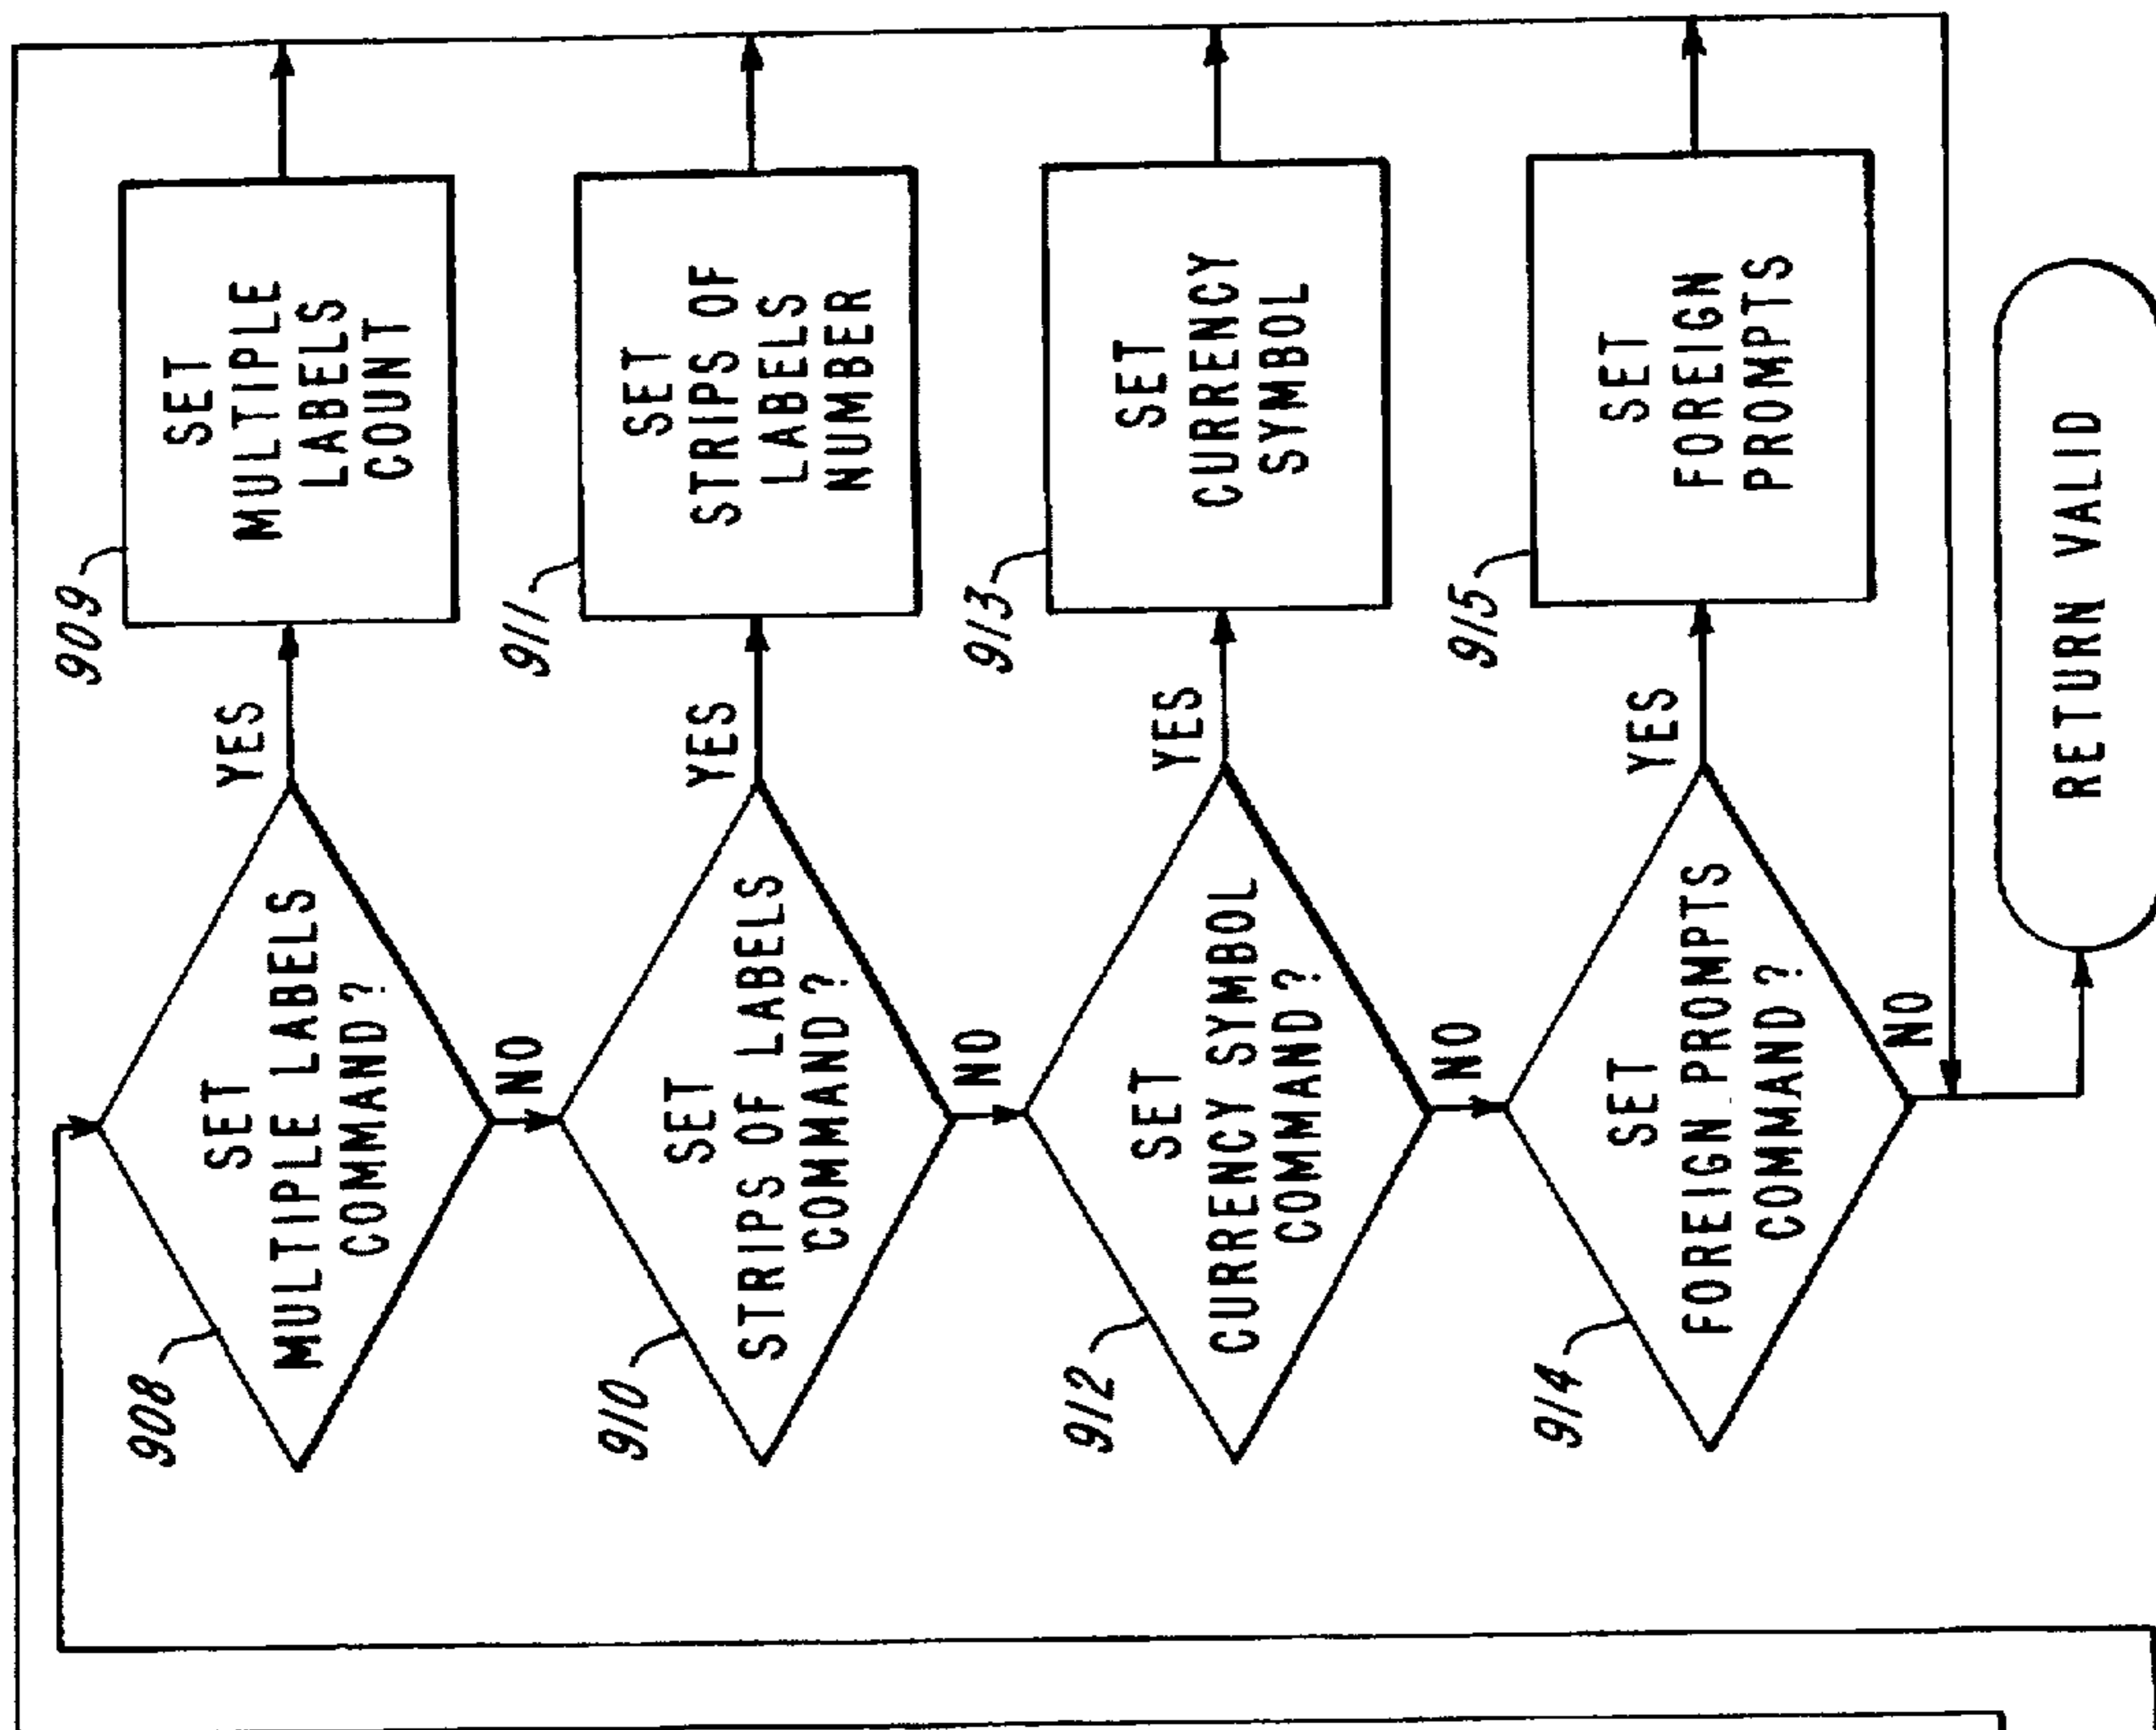 908
SET
MULTIPLE LABELS
COMMAND?
YES
909
SET
MULTIPLE
LABELS
COUNT
NO
910
SET
STRIPS OF LABELS
COMMAND?
YES
911
SET
STRIPS OF
LABELS
NUMBER
NO
912
SET
CURRENCY SYMBOL
COMMAND?
YES
913
SET
CURRENCY
SYMBOL
NO
914
SET
FOREIGN PROMPTS
COMMAND?
YES
915
SET
FOREIGN
PROMPTS
NO
RETURN VALID